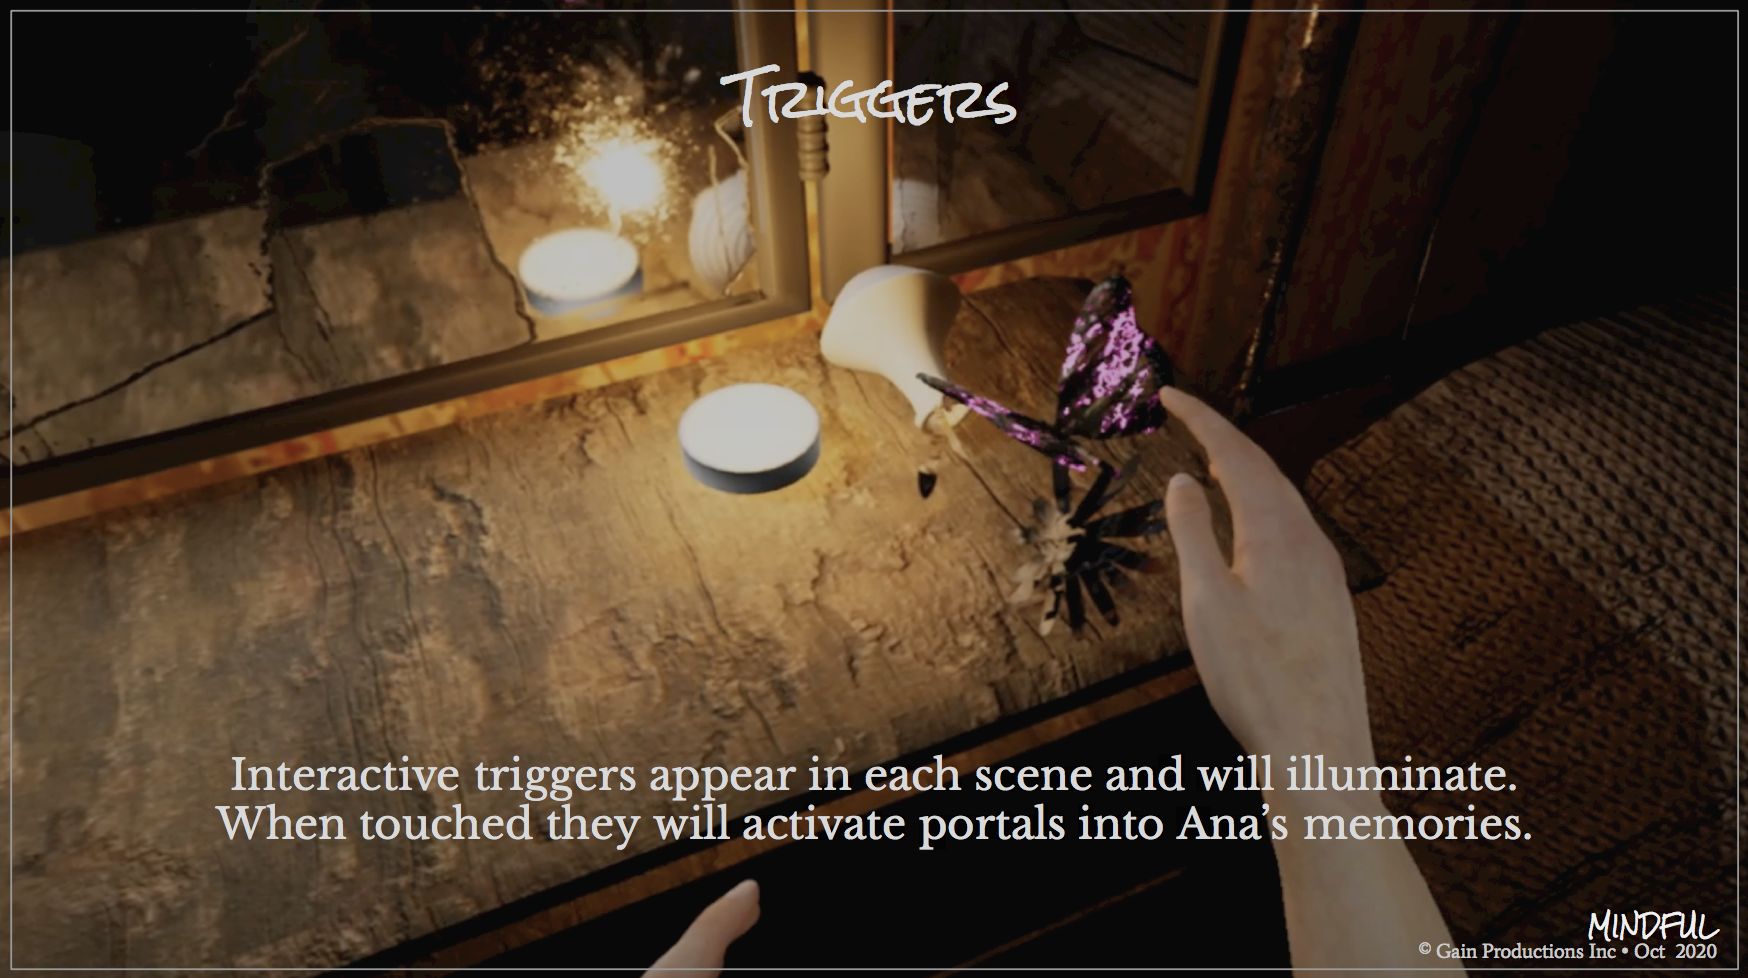 TRIGGERS
Interactive triggers appear in each scene and will illuminate.
When touched they will activate portals into Ana’s memories.
MINDFUL
© Gain Productions Inc • Oct 2020